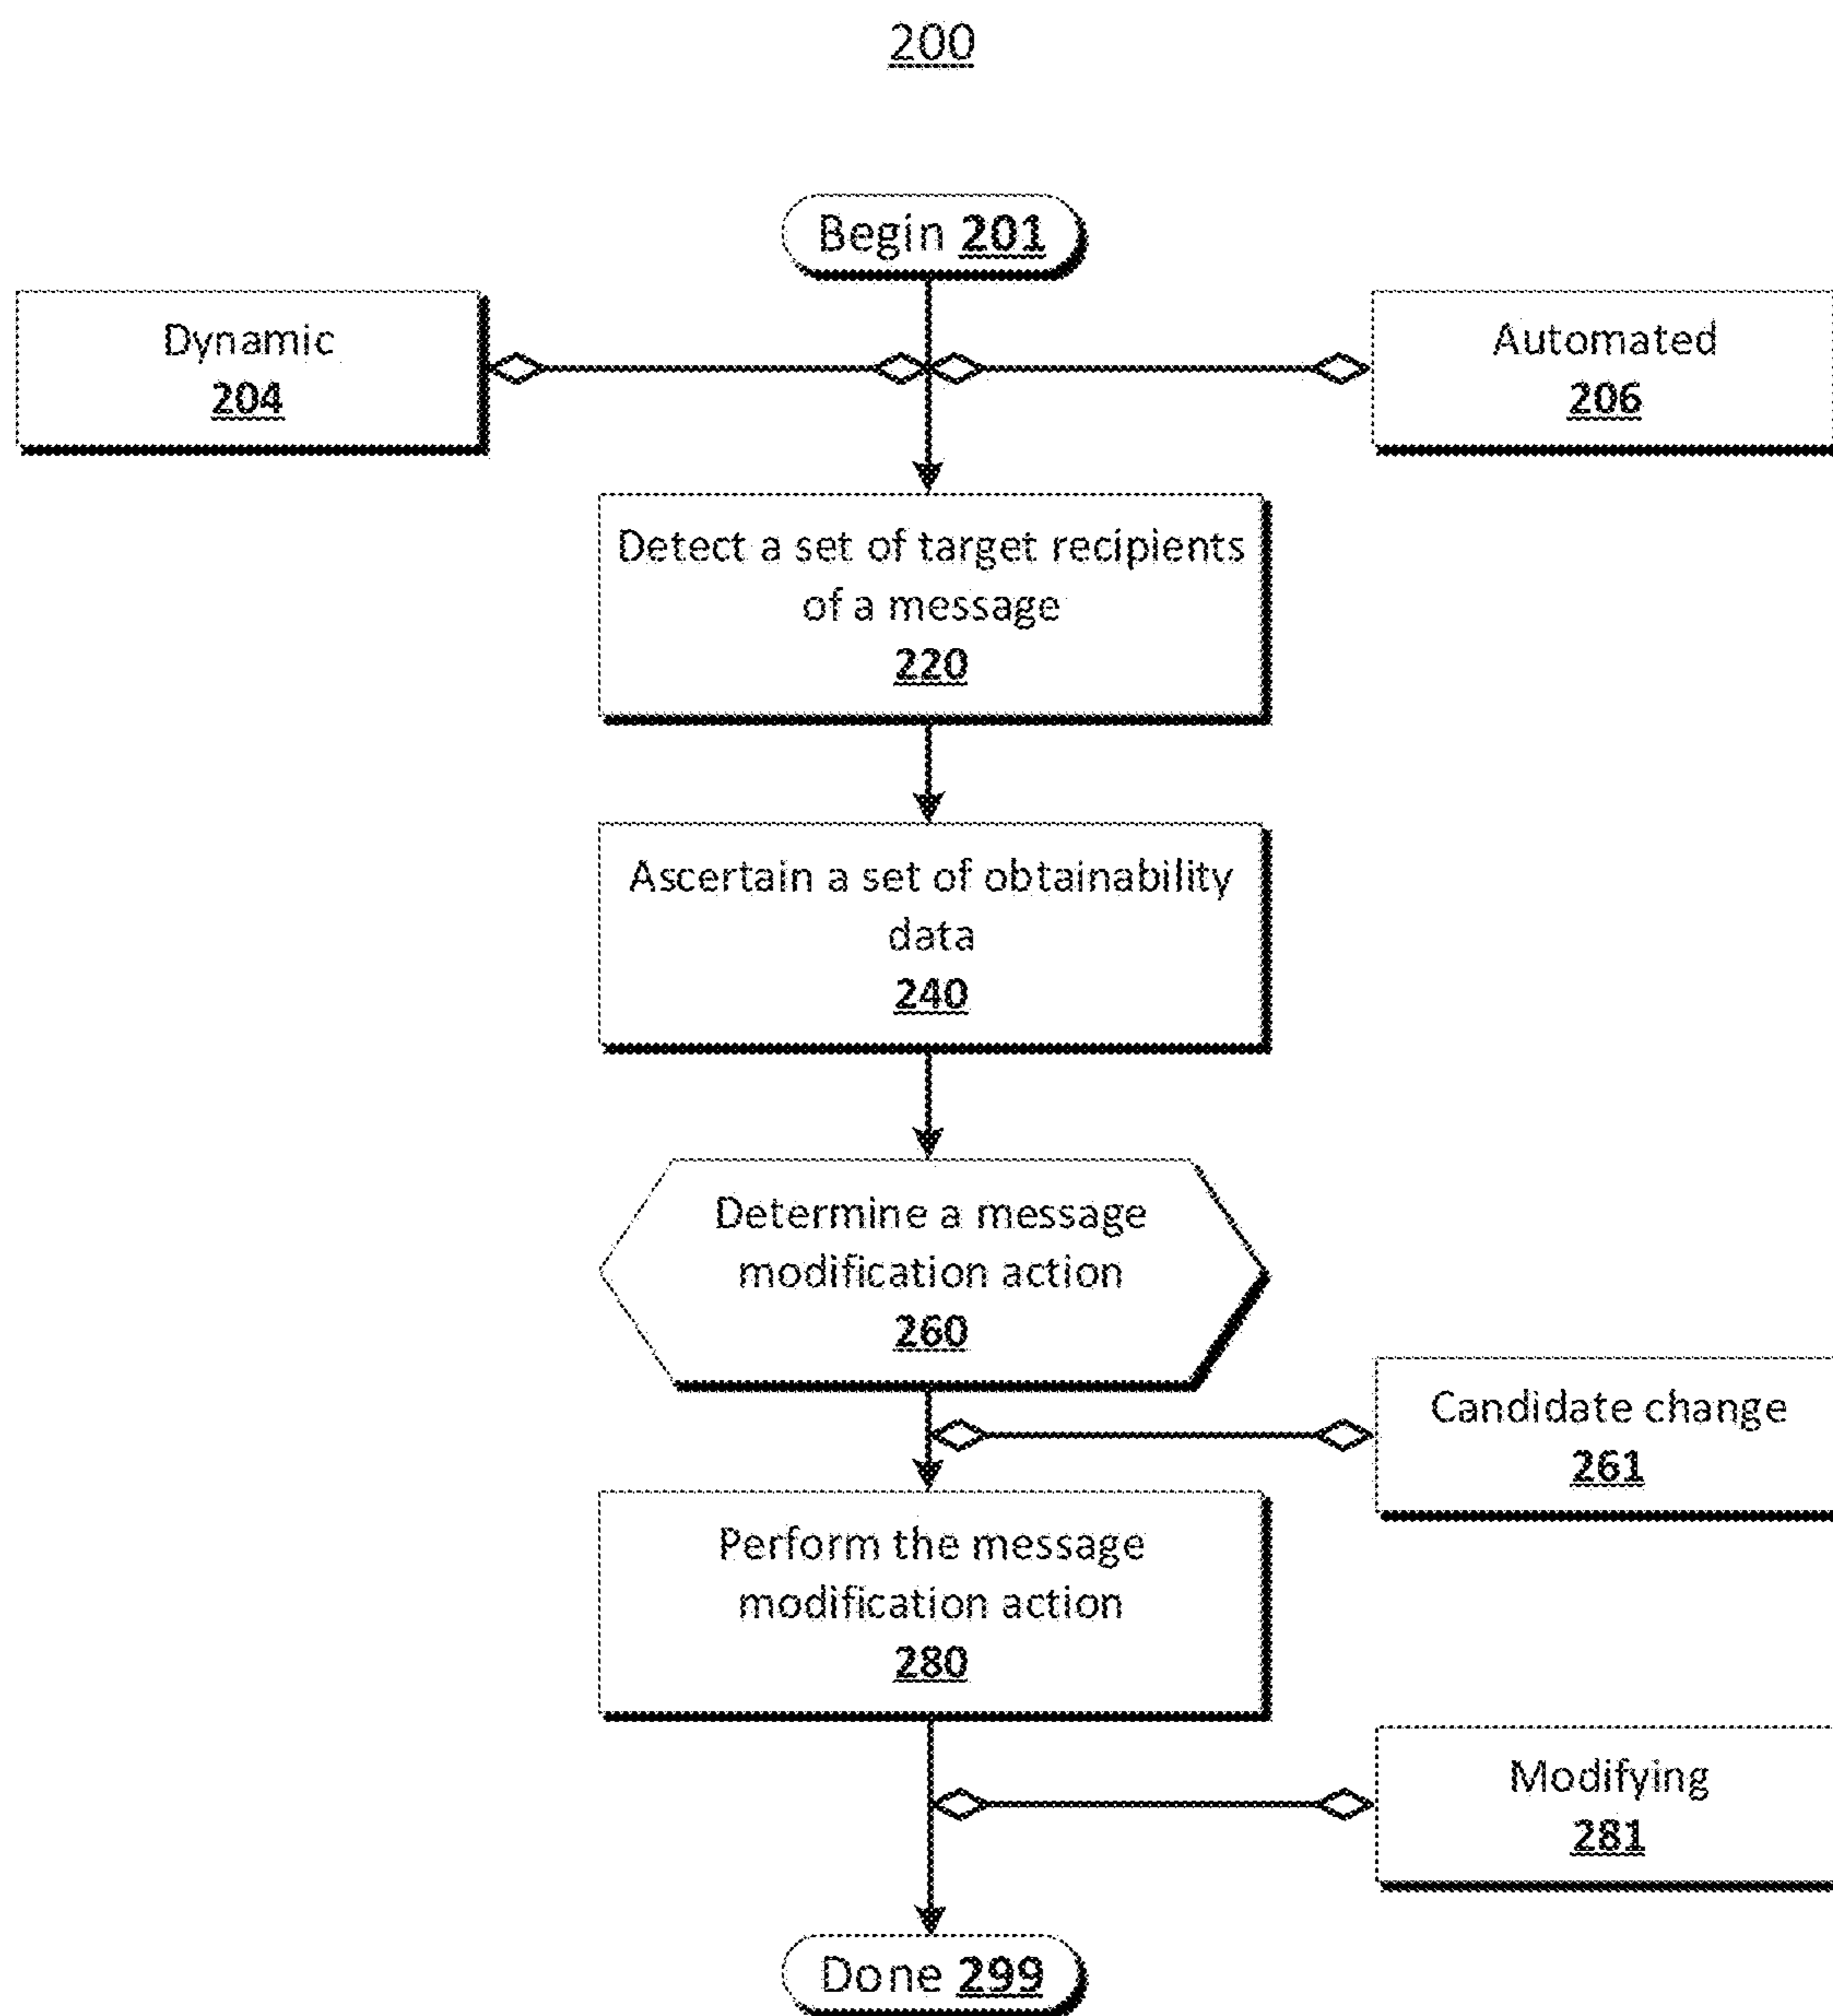 200
Begin 201
Dynamic
204
Automated
206
Detect a set of target recipients
of a message
220
Ascertain a set of obtainability
data
240
Determine a message
modification action
260
Candidate change
261
Perform the message
modification action
280
Modifying
281
Done 299